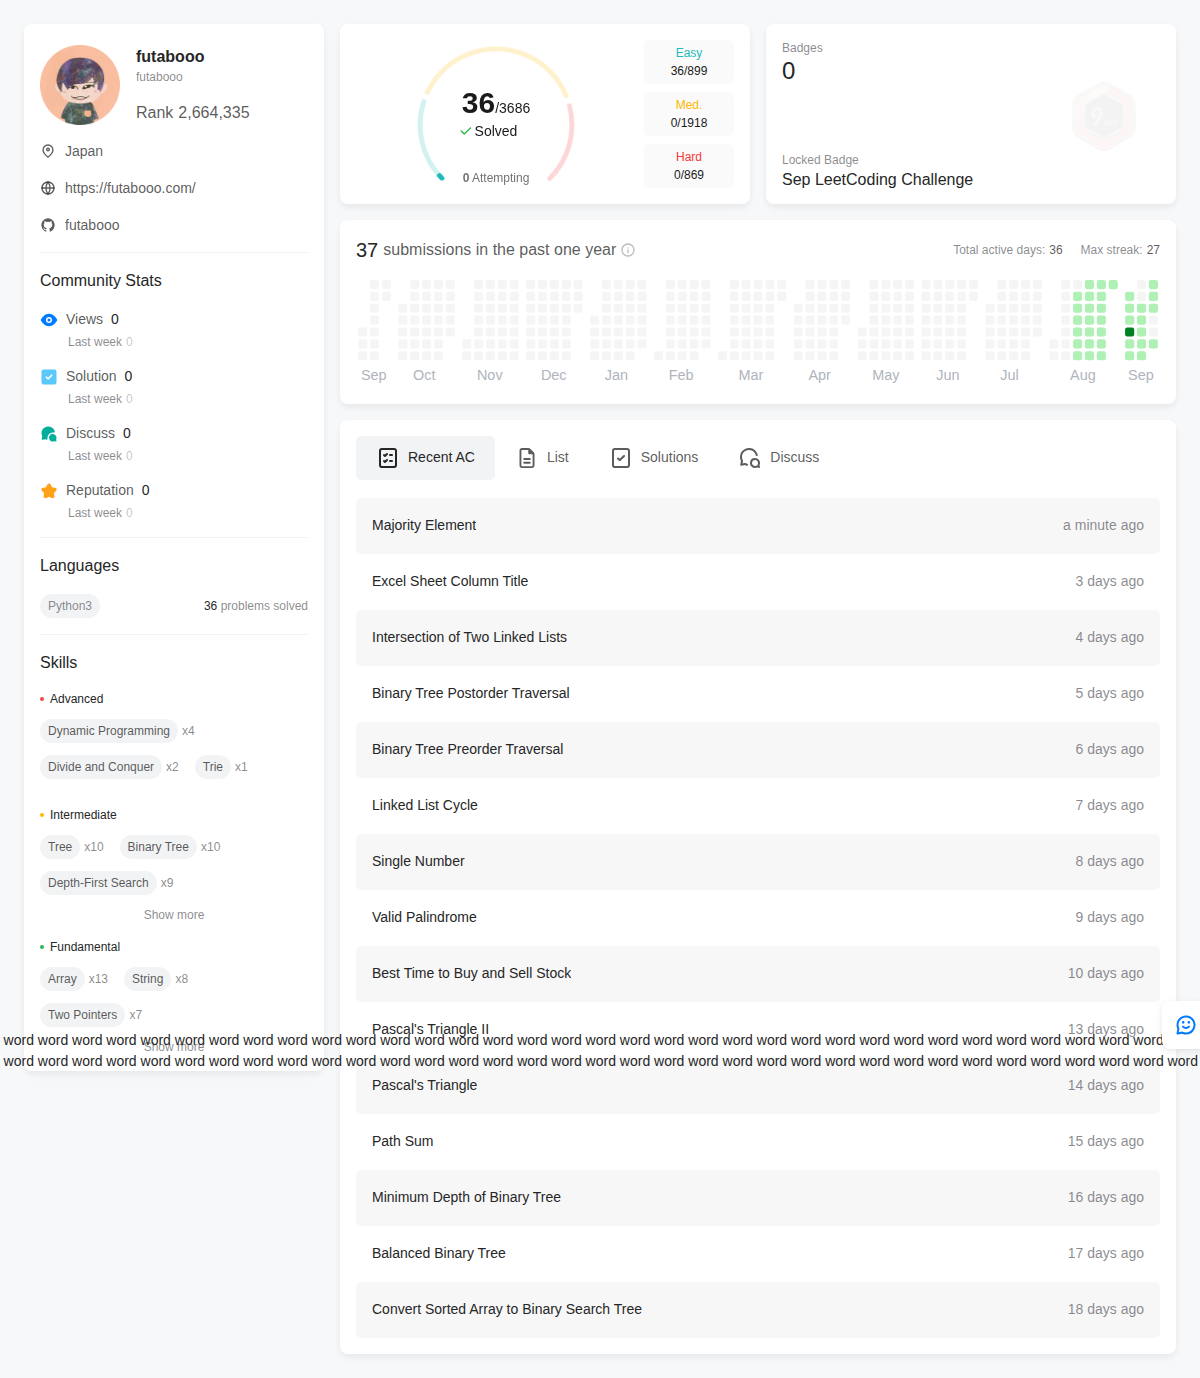 futabooo
futabooo
Rank 2,664,335
Japan
https://futabooo.com/
futabooo
Community Stats
Views 0
Last week 0
Solution 0
Last week 0
Discuss 0
Last week 0
Reputation 0
Last week 0
Languages
Python3 36 problems solved
Skills
Advanced
Dynamic Programming x4
Divide and Conquer x2 Trie x1
Intermediate
Tree x10 Binary Tree x10
Depth-First Search x9
Show more
Fundamental
Array x13 String x8
Two Pointers x7
Show more
36/3686
Solved
0 Attempting
Easy
36/899
Med.
0/1918
Hard
0/869
Badges
0
Locked Badge
Sep LeetCoding Challenge
37 submissions in the past one year
Total active days: 36 Max streak: 27
Sep Oct Nov Dec Jan Feb Mar Apr May Jun Jul Aug Sep
Recent AC List Solutions Discuss
Majority Element a minute ago
Excel Sheet Column Title 3 days ago
Intersection of Two Linked Lists 4 days ago
Binary Tree Postorder Traversal 5 days ago
Binary Tree Preorder Traversal 6 days ago
Linked List Cycle 7 days ago
Single Number 8 days ago
Valid Palindrome 9 days ago
Best Time to Buy and Sell Stock 10 days ago
Pascal's Triangle II 13 days ago
word word word word word word word word word word word word word word word word word word word word word word word word word word word word word word word word word word
word word word word word word word word word word word word word word word word word word word word word word word word word word word word word word word word word word word
Pascal's Triangle 14 days ago
Path Sum 15 days ago
Minimum Depth of Binary Tree 16 days ago
Balanced Binary Tree 17 days ago
Convert Sorted Array to Binary Search Tree 18 days ago